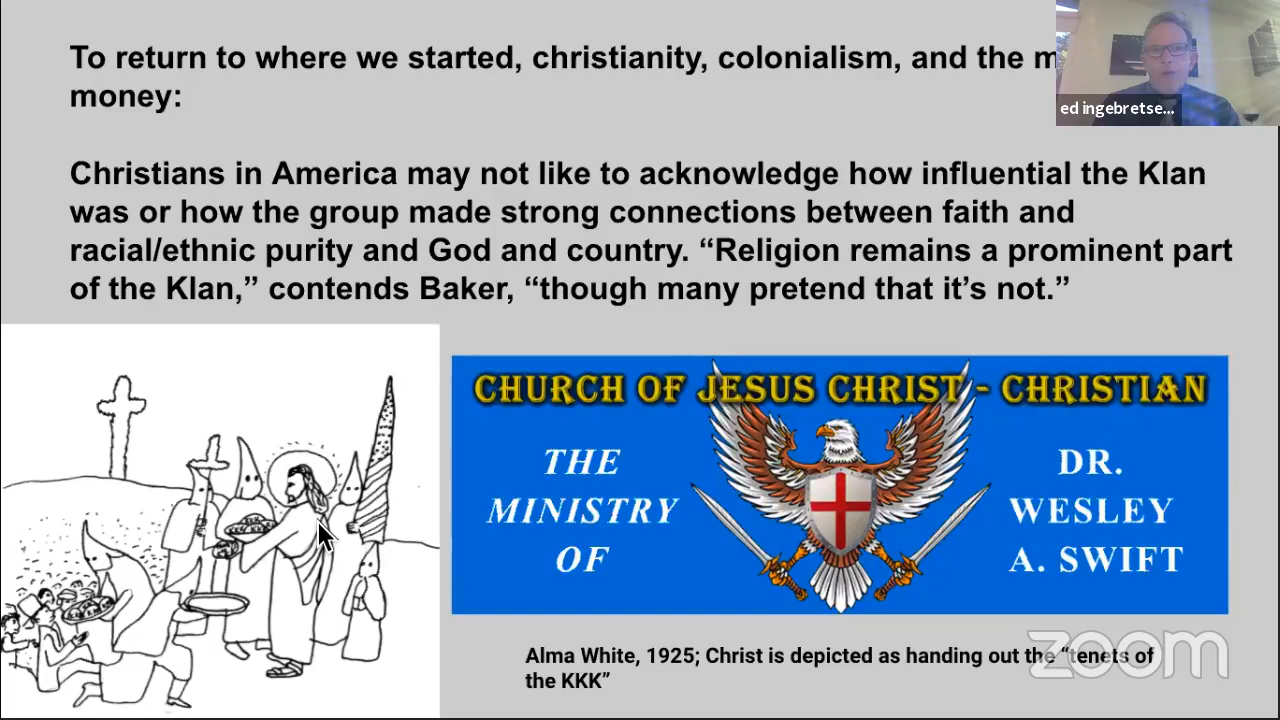 To return to where we started, christianity, colonialism, and the
money:
Christians in America may not like to acknowledge how influential the Klan
was or how the group made strong connections between faith and
racial/ethnic purity and God and country. “Religion remains a prominent part
of the Klan,” contends Baker, “though many pretend that it’s not.”
ed ingebretse...
CHURCH OF JESUS CHRIST - CHRISTIAN
THE
MINISTRY
OF
DR.
WESLEY
A. SWIFT
Alma White, 1925; Christ is depicted as handing out the “tenets of
the KKK”
zoom